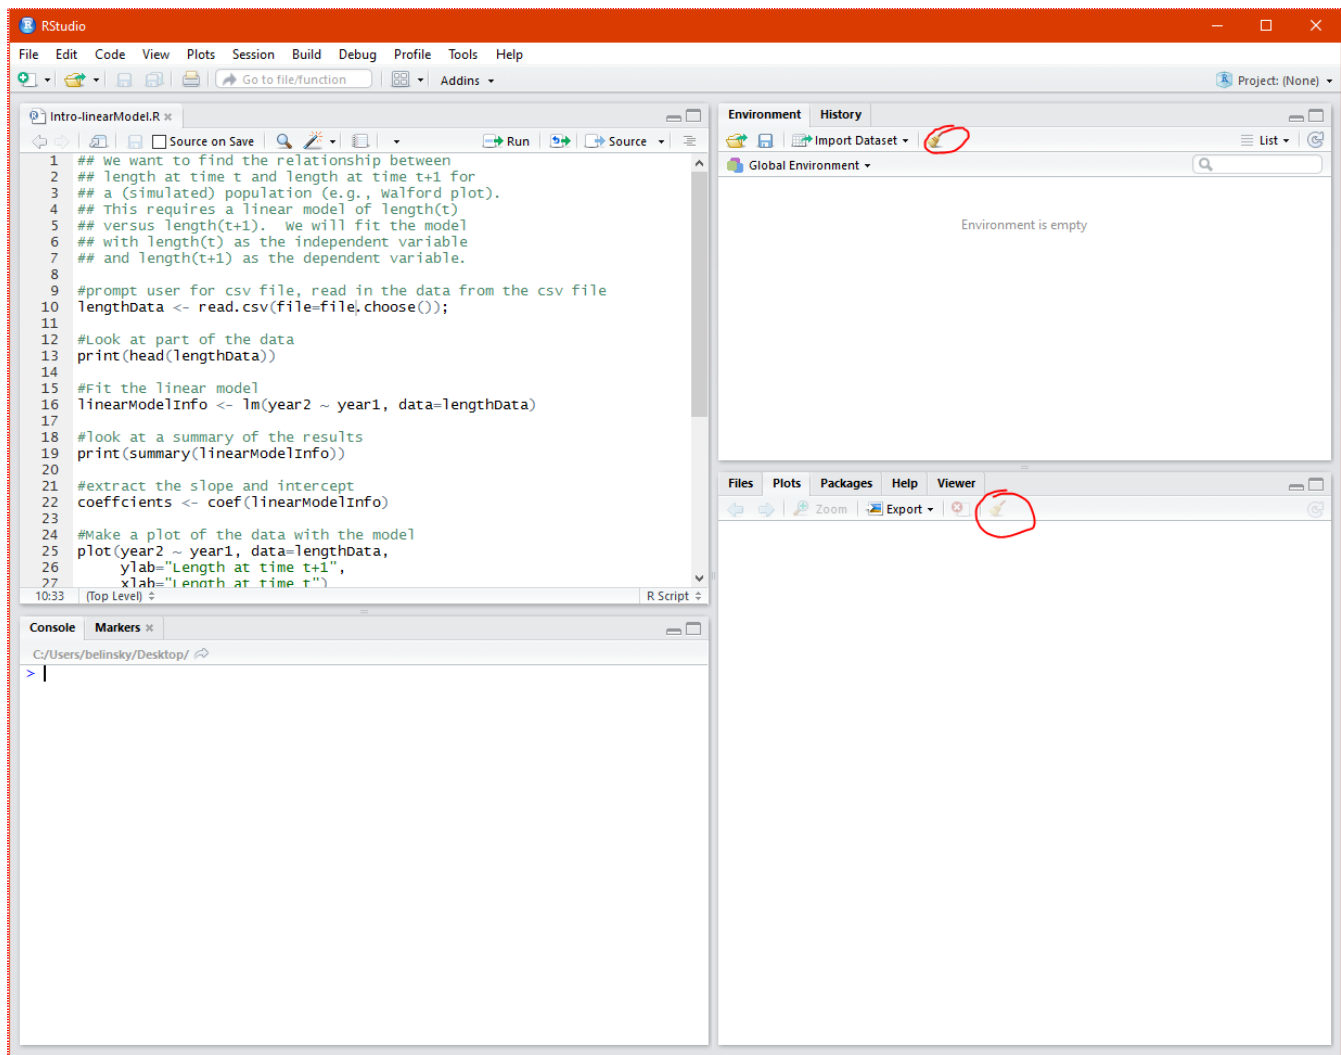 RStudio
File Edit Code View Plots Session Build Debug Profile Tools Help
Go to file/function Addins Project: (None)
Intro-linearModel.R
Source on Save Run Source
1 ## We want to find the relationship between
2 ## length at time t and length at time t+1 for
3 ## a (simulated) population (e.g., Walford plot).
4 ## This requires a linear model of length(t)
5 ## versus length(t+1).  We will fit the model
6 ## with length(t) as the independent variable
7 ## and length(t+1) as the dependent variable.
8
9 #prompt user for csv file, read in the data from the csv file
10 lengthData <- read.csv(file=file.choose());
11
12 #Look at part of the data
13 print(head(lengthData))
14
15 #Fit the linear model
16 linearModelInfo <- lm(year2 ~ year1, data=lengthData)
17
18 #look at a summary of the results
19 print(summary(linearModelInfo))
20
21 #extract the slope and intercept
22 coeffcients <- coef(linearModelInfo)
23
24 #Make a plot of the data with the model
25 plot(year2 ~ year1, data=lengthData,
26 ylab="Length at time t+1",
27 xlab="Length at time t")
10:33 (Top Level) R Script
Console Markers
C:/Users/belinsky/Desktop/
>
Environment History
Import Dataset List
Global Environment
Environment is empty
Files Plots Packages Help Viewer
Zoom Export